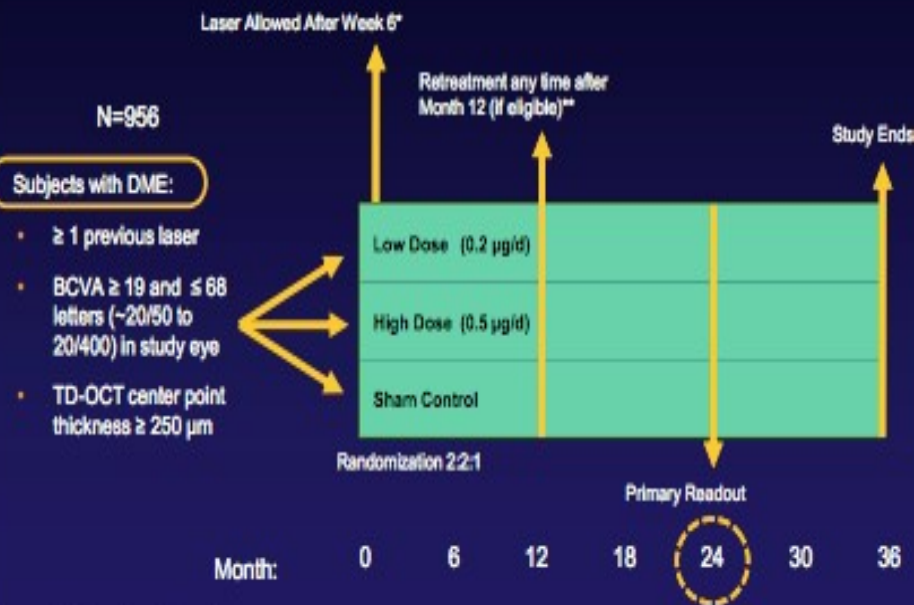 Laser Allowed After Week 6*
Retreatment any time after
Month 12 (if eligible)**
Study Ends
N=956
Subjects with DME:
• ≥ 1 previous laser
• BCVA ≥ 19 and ≤ 68
letters (~20/50 to
20/400) in study eye
• TD-OCT center point
thickness ≥ 250 µm
Low Dose (0.2 µg/d)
High Dose (0.5 µg/d)
Sham Control
Randomization 2:2:1
Primary Readout
Month: 0 6 12 18 24 30 36